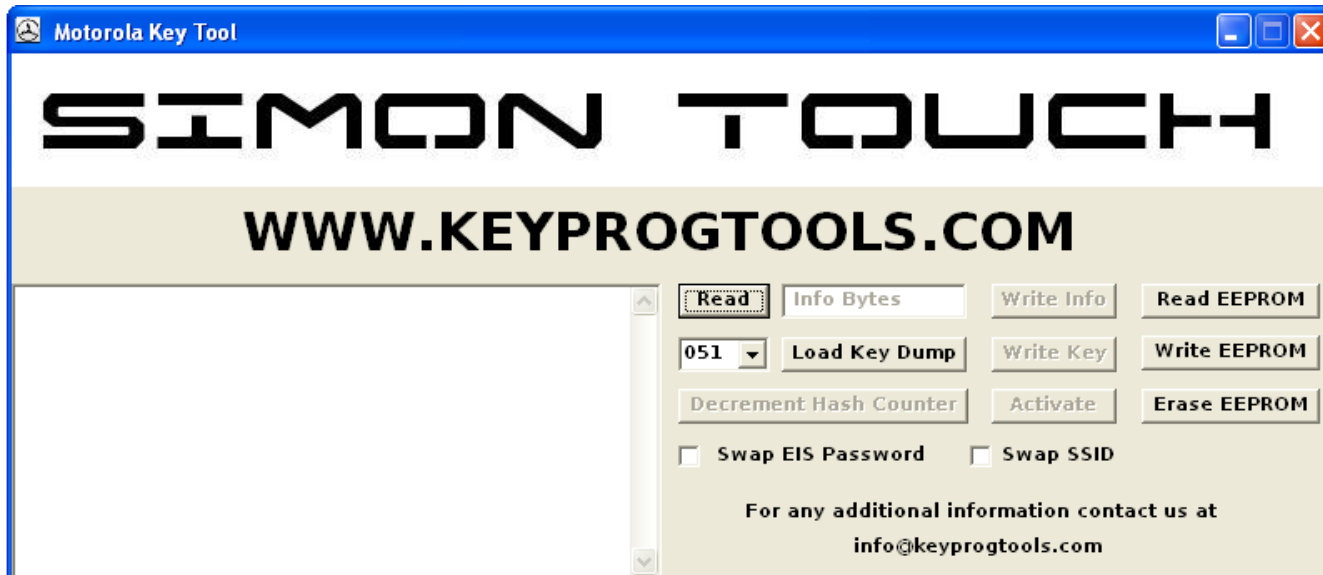 Motorola Key Tool
SIMON TOUCH
WWW.KEYPROGTOOLS.COM
Read Info Bytes Write Info Read EEPROM
051 Load Key Dump Write Key Write EEPROM
Decrement Hash Counter Activate Erase EEPROM
Swap EIS Password Swap SSID
For any additional information contact us at
info@keyprogtools.com